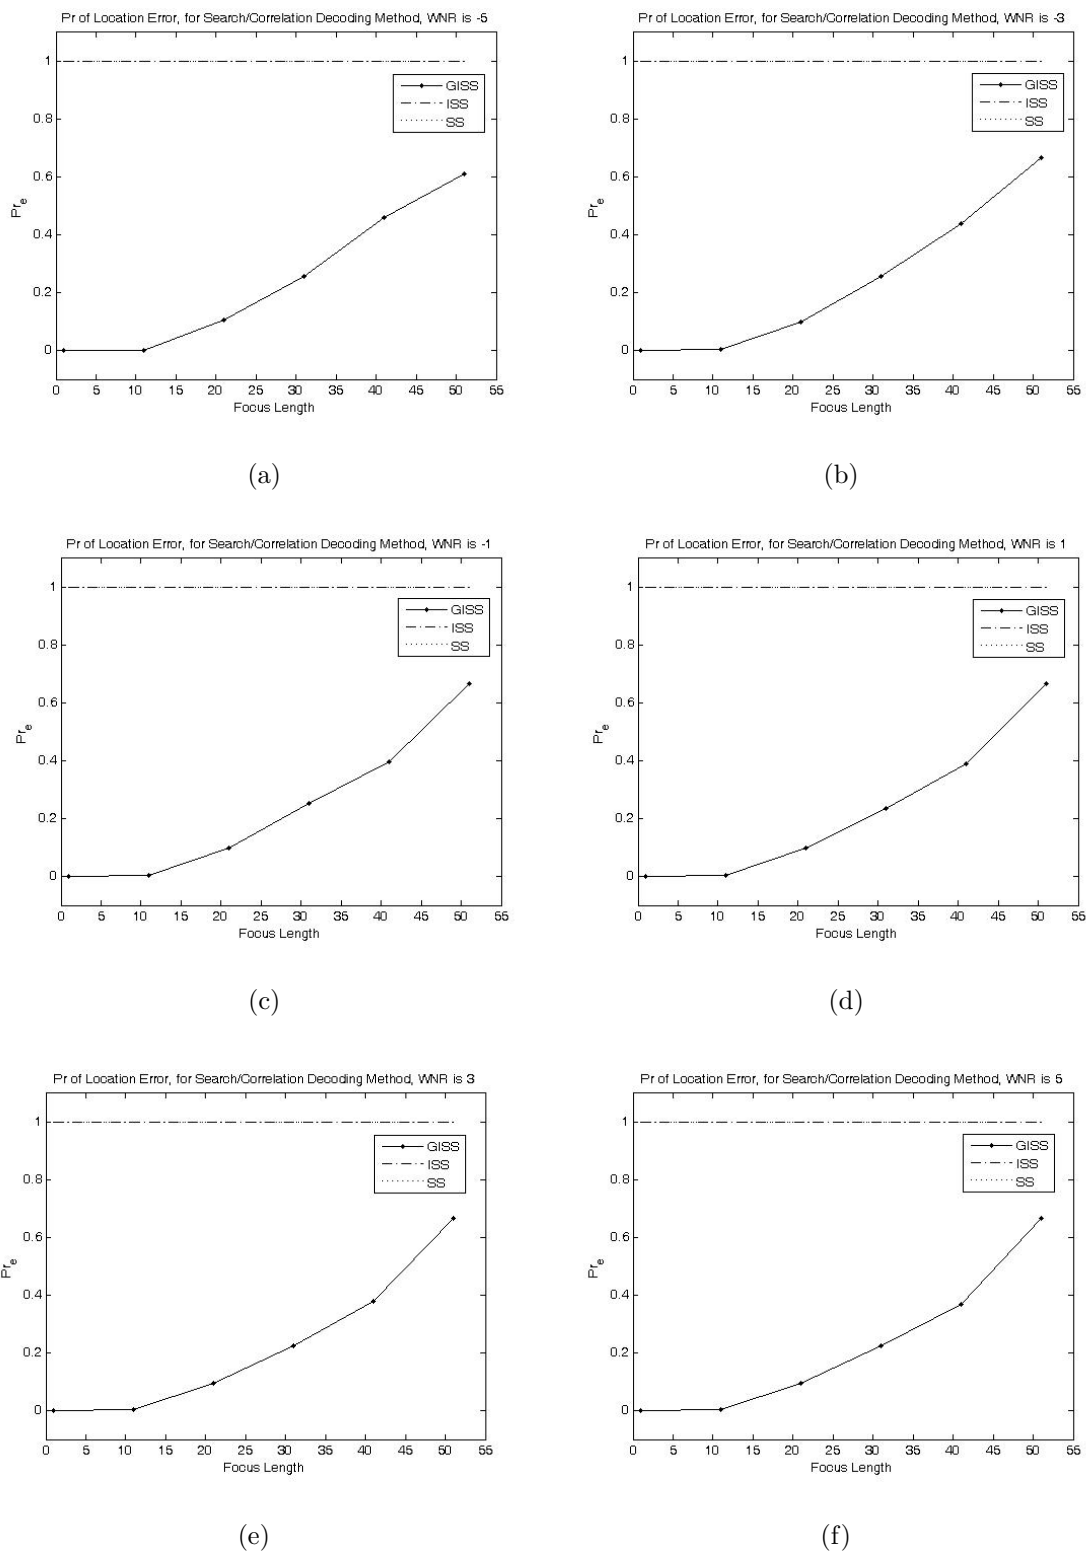 Pr of Location Error, for Search/Correlation Decoding Method, WNR is -5
1
0.8
0.6
0.4
0.2
0
Pr_e
GISS
ISS
SS
0 5 10 15 20 25 30 35 40 45 50 55
Focus Length
(a)
Pr of Location Error, for Search/Correlation Decoding Method, WNR is -3
1
0.8
0.6
0.4
0.2
0
Pr_e
GISS
ISS
SS
0 5 10 15 20 25 30 35 40 45 50 55
Focus Length
(b)
Pr of Location Error, for Search/Correlation Decoding Method, WNR is -1
1
0.8
0.6
0.4
0.2
0
Pr_e
GISS
ISS
SS
0 5 10 15 20 25 30 35 40 45 50 55
Focus Length
(c)
Pr of Location Error, for Search/Correlation Decoding Method, WNR is 1
1
0.8
0.6
0.4
0.2
0
Pr_e
GISS
ISS
SS
0 5 10 15 20 25 30 35 40 45 50 55
Focus Length
(d)
Pr of Location Error, for Search/Correlation Decoding Method, WNR is 3
1
0.8
0.6
0.4
0.2
0
Pr_e
GISS
ISS
SS
0 5 10 15 20 25 30 35 40 45 50 55
Focus Length
(e)
Pr of Location Error, for Search/Correlation Decoding Method, WNR is 5
1
0.8
0.6
0.4
0.2
0
Pr_e
GISS
ISS
SS
0 5 10 15 20 25 30 35 40 45 50 55
Focus Length
(f)